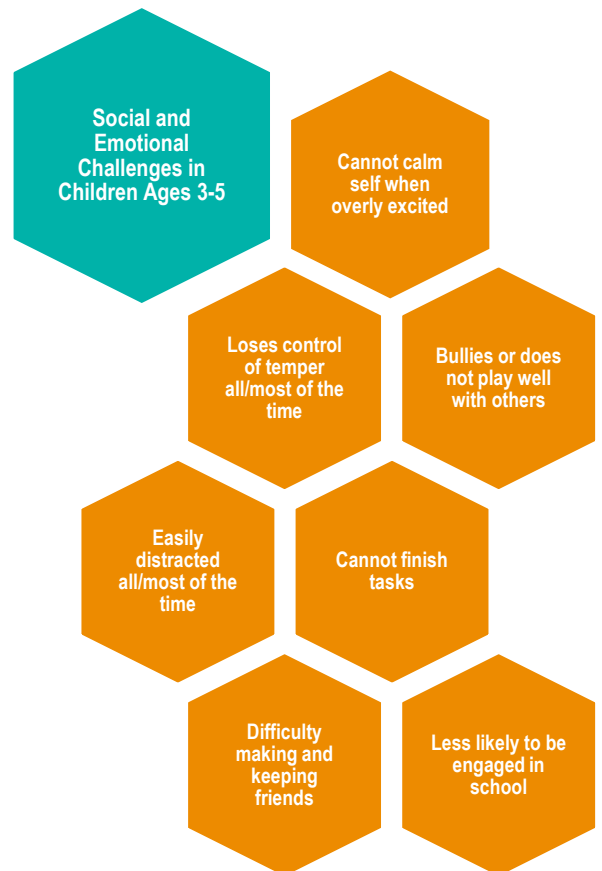 Social and
Emotional
Challenges in
Children Ages 3-5
Cannot calm
self when
overly excited
Loses control
of temper
all/most of the
time
Bullies or does
not play well
with others
Easily
distracted
all/most of the
time
Cannot finish
tasks
Difficulty
making and
keeping
friends
Less likely to be
engaged in
school